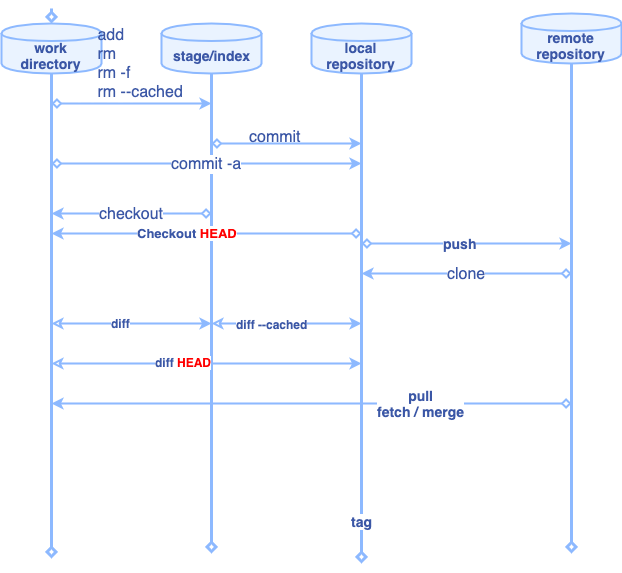 work
directory
add
rm
rm -f
rm --cached
stage/index
local
repository
remote
repository
commit
commit -a
checkout
Checkout HEAD
push
clone
diff
diff --cached
diff HEAD
pull
fetch / merge
tag